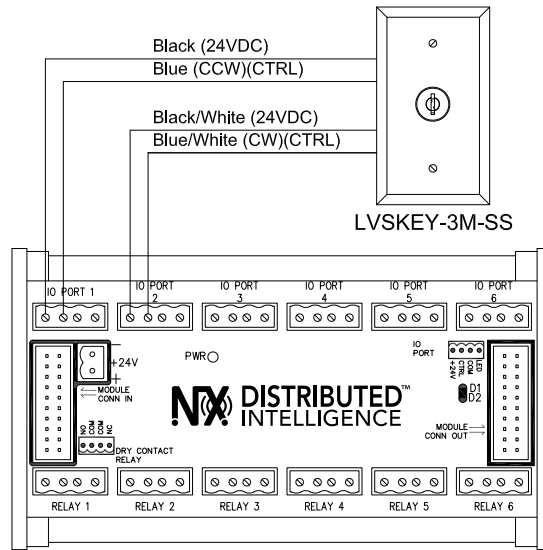 Black (24VDC)
Blue (CCW)(CTRL)
Black/White (24VDC)
Blue/White (CW)(CTRL)
LVSKEY-3M-SS
IO PORT 1
IO PORT
2
IO PORT
3
IO PORT
4
IO PORT
5
IO PORT
6
+24V
MODULE
CONN IN
PWR
NX DISTRIBUTED™
INTELLIGENCE
IO
PORT
+24V
CTRL
COM
LED
D1
D2
MODULE
CONN OUT
NO
COM
COM
NC
DRY CONTACT
RELAY
RELAY 1
RELAY 2
RELAY 3
RELAY 4
RELAY 5
RELAY 6